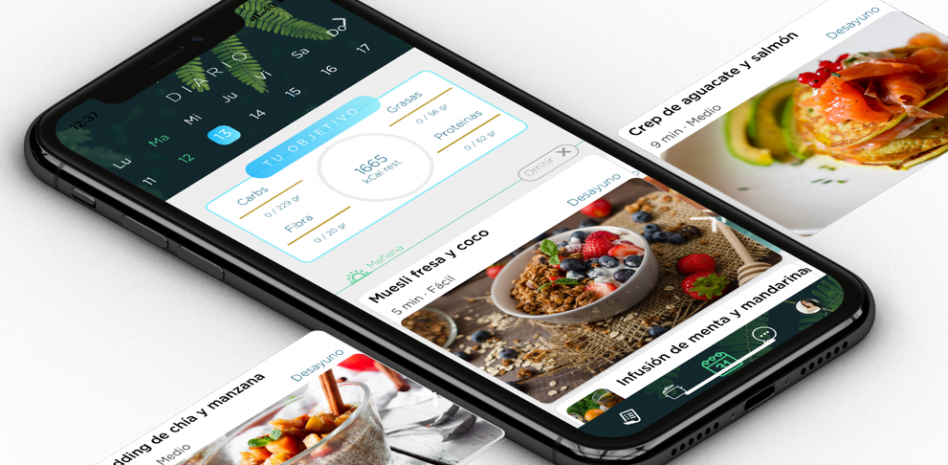 12:37
DIARIO
Lu Ma Mi Ju Vi Sa Do
11 12 13 14 15 16 17
TU OBJETIVO
Carbs
0 / 229 gr
Fibra
0 / 20 gr
1665
kCal rest.
Grasas
0 / 56 gr
Proteinas
0 / 62 gr
Mañana
Omitir
Desayuno
Muesli fresa y coco
5 min · Fácil
Infusión de menta y mandarina
31
Desayuno
Crep de aguacate y salmón
9 min · Medio
Desayuno
de chia y manzana
Medio